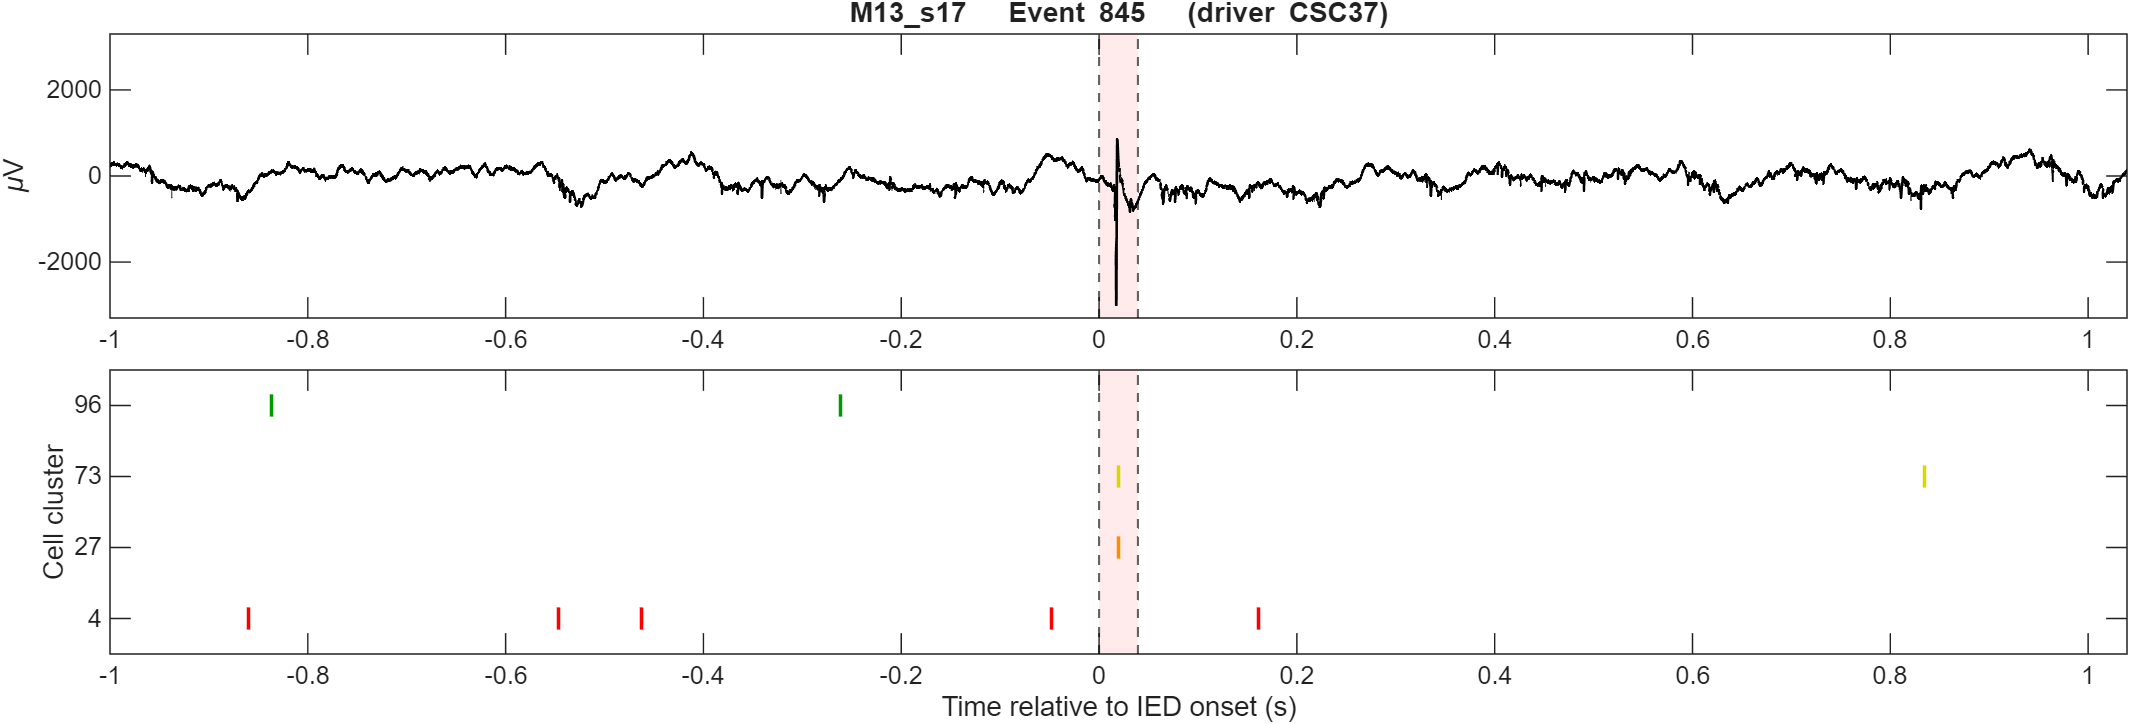 M13_s17 Event 845 (driver CSC37)
µV
2000
0
-2000
-1 -0.8 -0.6 -0.4 -0.2 0 0.2 0.4 0.6 0.8 1
Cell cluster
96
73
27
4
-1 -0.8 -0.6 -0.4 -0.2 0 0.2 0.4 0.6 0.8 1
Time relative to IED onset (s)